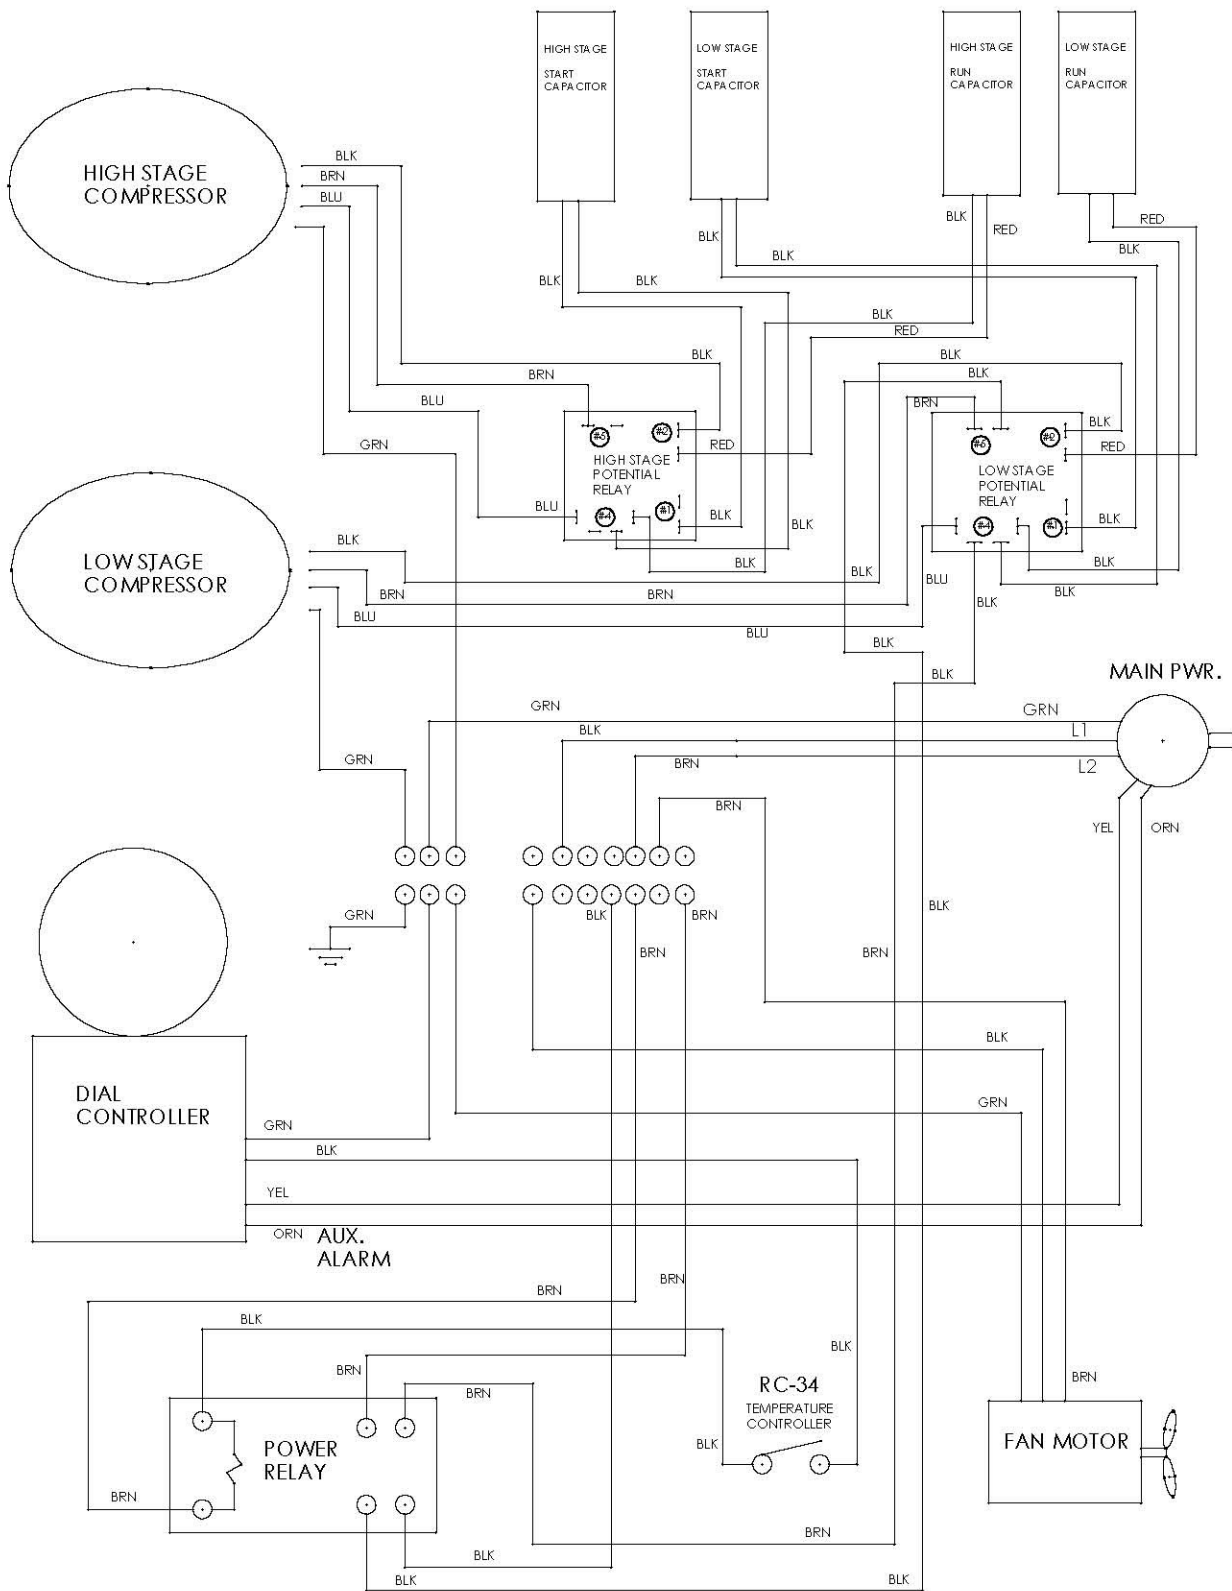 HIGH STAGE
START
CAPACITOR
LOW STAGE
START
CAPACITOR
HIGH STAGE
RUN
CAPACITOR
LOW STAGE
RUN
CAPACITOR
HIGH STAGE
COMPRESSOR
BLK
BRN
BLU
BLK
BLK
BLK
RED
RED
BLK
BLK
BLK
BLK
BLK
BLK
RED
BLK
BLK
BLK
BRN
BRN
BLU
GRN
#5
#2
RED
HIGH STAGE
POTENTIAL
RELAY
BLU
#4
#1
BLK
BLK
BLK
#5
#2
BLK
RED
LOW STAGE
POTENTIAL
RELAY
#4
#1
BLK
BLK
BLK
LOW STAGE
COMPRESSOR
BLK
BRN
BLU
BLK
BRN
BLU
BLU
BLK
BLK
BLK
MAIN PWR.
GRN
GRN
BLK
L1
BRN
L2
GRN
BRN
YEL
ORN
GRN
BLK
BRN
BRN
BRN
BLK
BLK
DIAL
CONTROLLER
GRN
GRN
BLK
YEL
ORN
AUX.
ALARM
BRN
BRN
BLK
BLK
BRN
BRN
RC-34
TEMPERATURE
CONTROLLER
BLK
BRN
FAN MOTOR
POWER
RELAY
BRN
BRN
BLK
BLK
BLK